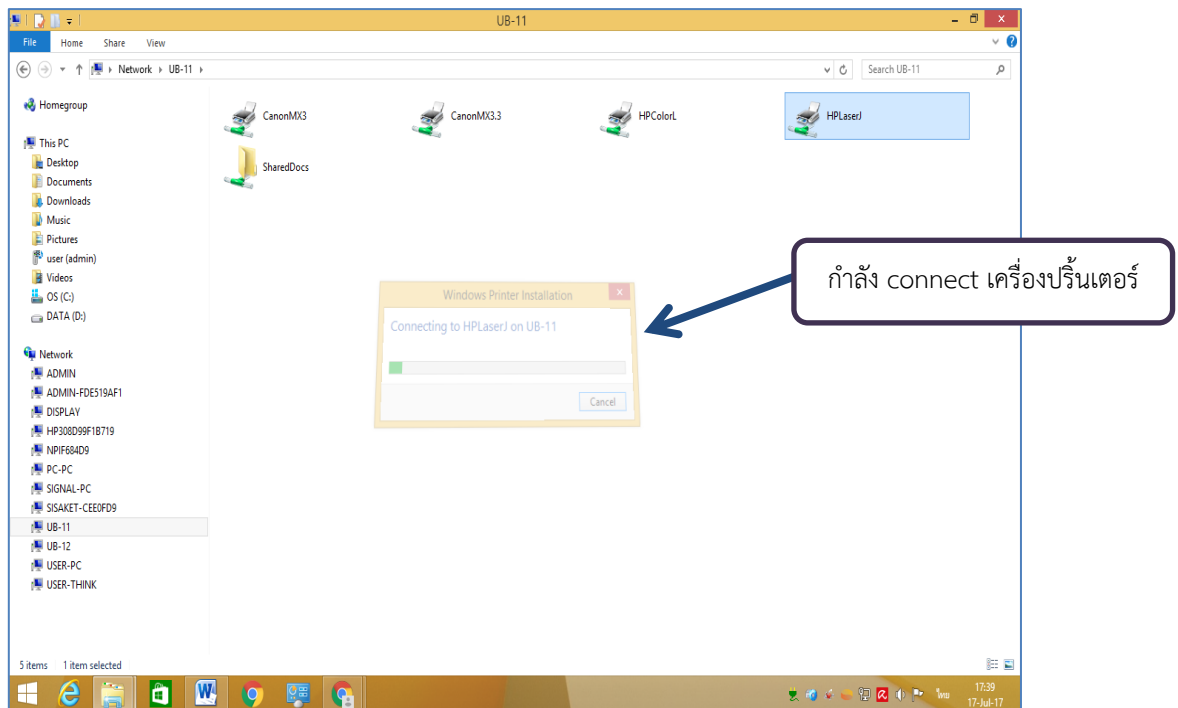 UB-11
File Home Share View
Network UB-11
Search UB-11
Homegroup
This PC
Desktop
Documents
Downloads
Music
Pictures
user (admin)
Videos
OS (C:)
DATA (D:)
Network
ADMIN
ADMIN-FDE519AF1
DISPLAY
HP308D99F1B719
NPIF684D9
PC-PC
SIGNAL-PC
SISAKET-CEE0FD9
UB-11
UB-12
USER-PC
USER-THINK
CanonMX3 CanonMX3.3 HPColorL HPLaserJ
SharedDocs
Windows Printer Installation
Connecting to HPLaserJ on UB-11
Cancel
กำลัง connect เครื่องปริ้นเตอร์
5 items 1 item selected
ไทย
17:39
17-Jul-17